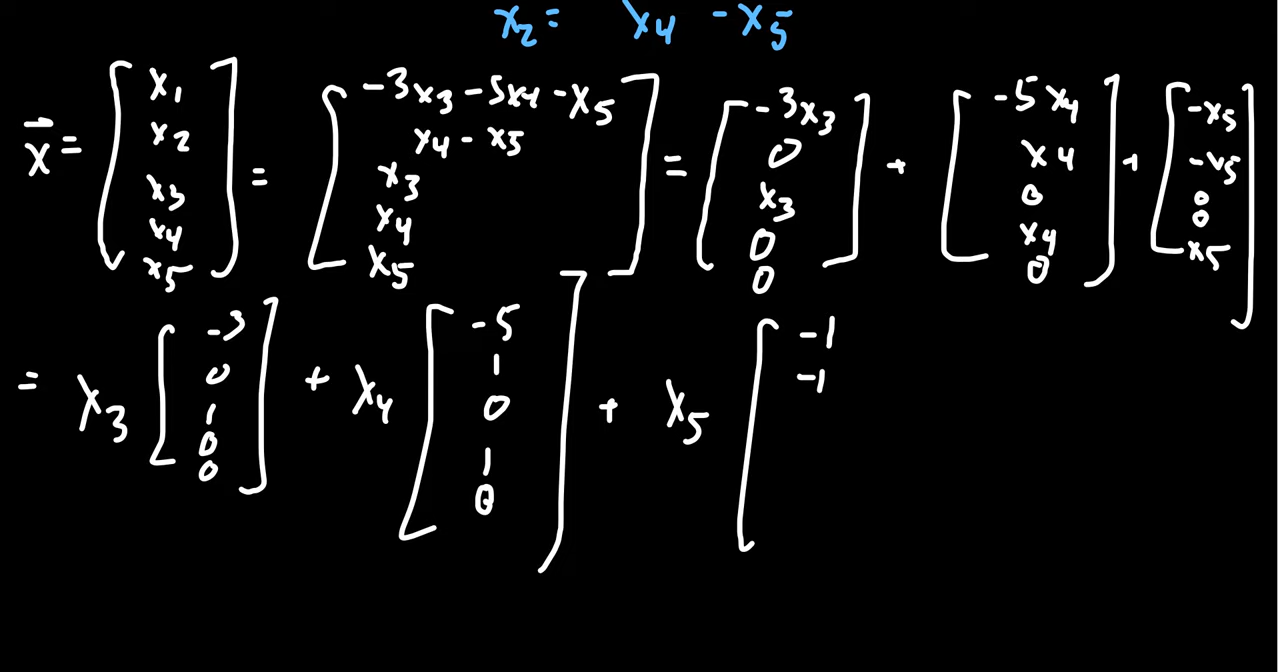 x₂ = x₄ - x₅
x⃗ = [x₁ x₂ x₃ x₄ x₅] = [-3x₃ - 5x₄ - x₅ x₄ - x₅ x₃ x₄ x₅] = [-3x₃ 0 x₃ 0 0] + [-5x₄ x₄ 0 x₄ 0] + [-x₅ -x₅ 0 0 x₅]
= x₃ [-3 0 1 0 0] + x₄ [-5 1 0 1 0] + x₅ [-1 -1